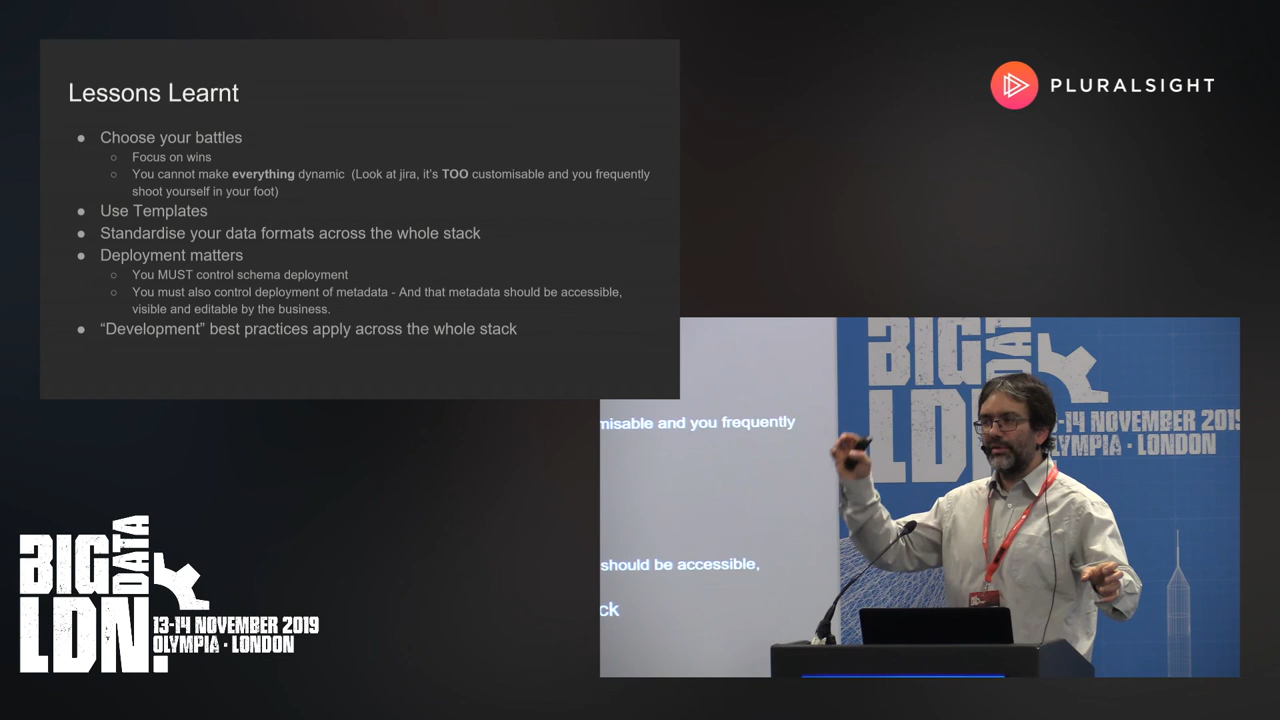 Lessons Learnt
● Choose your battles
○ Focus on wins
○ You cannot make everything dynamic (Look at jira, it's TOO customisable and you frequently
shoot yourself in your foot)
● Use Templates
● Standardise your data formats across the whole stack
● Deployment matters
○ You MUST control schema deployment
○ You must also control deployment of metadata - And that metadata should be accessible,
visible and editable by the business.
● “Development” best practices apply across the whole stack
PLURALSIGHT
misable and you frequently
should be accessible,
ck
BIG DATA
LDN
13-14 NOVEMBER 2019
OLYMPIA · LONDON
BIG DATA
LDN.
13-14 NOVEMBER 2019
OLYMPIA · LONDON